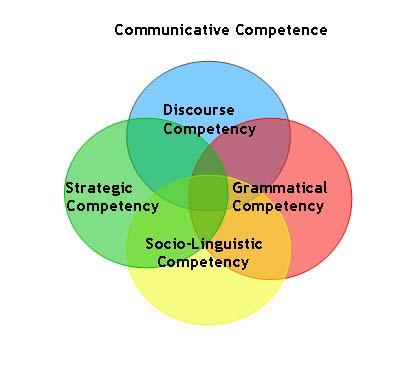 Communicative Competence
Discourse
Competency
Strategic
Competency
Grammatical
Competency
Socio-Linguistic
Competency